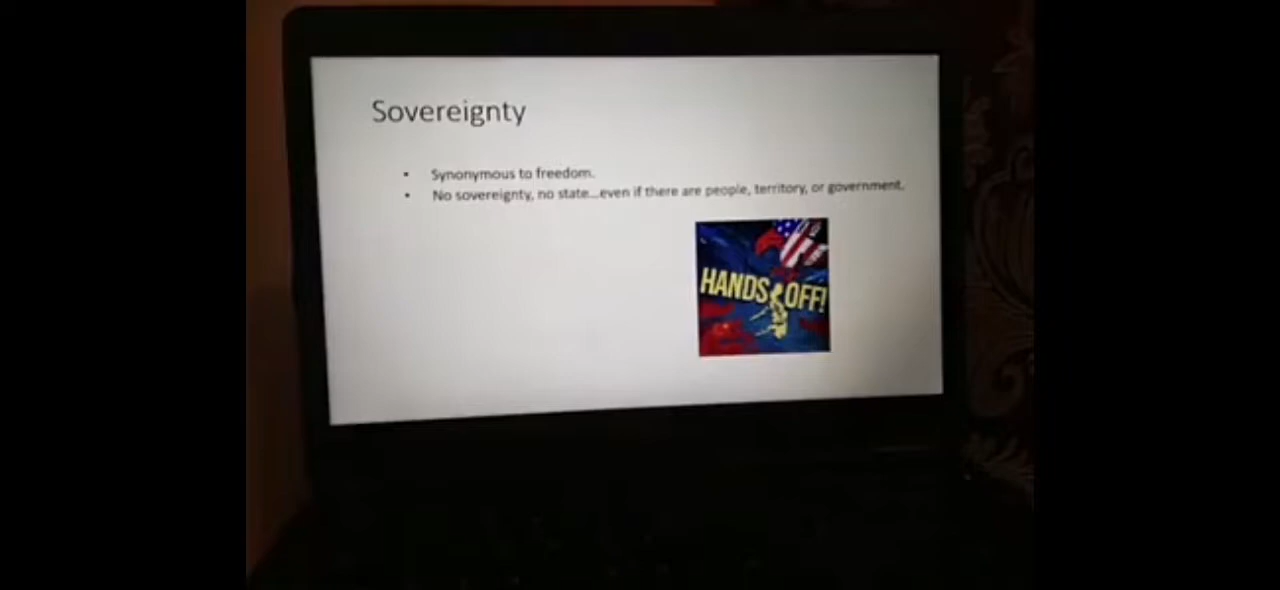 Sovereignty
• Synonymous to freedom.
• No sovereignty, no state...even if there are people, territory, or government.
HANDS OFF!